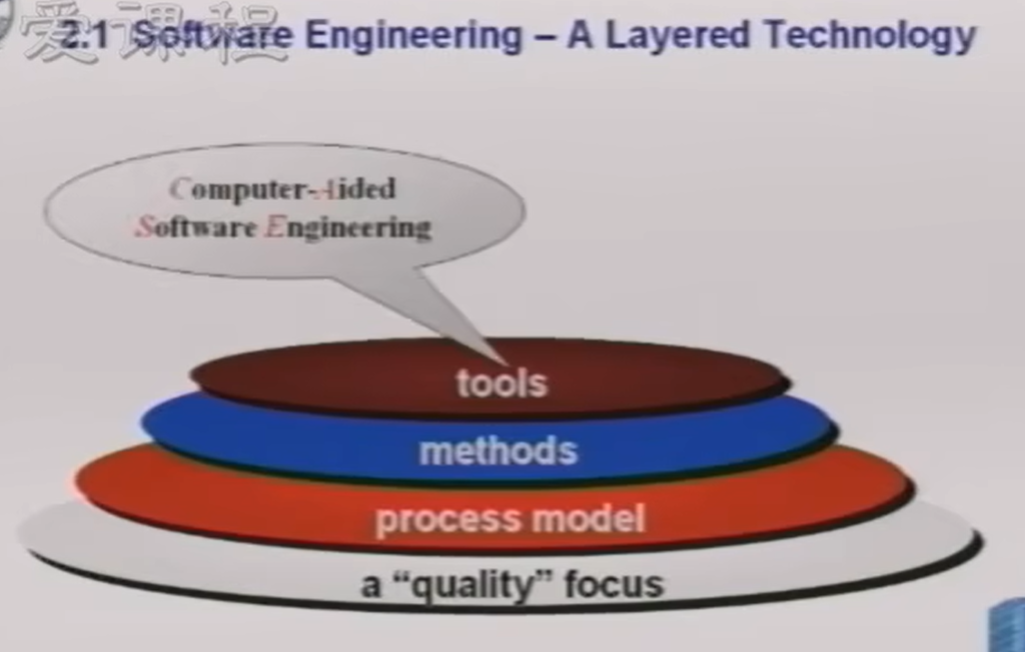 爱课程
2.1 Software Engineering – A Layered Technology
Computer-Aided
Software Engineering
tools
methods
process model
a “quality” focus